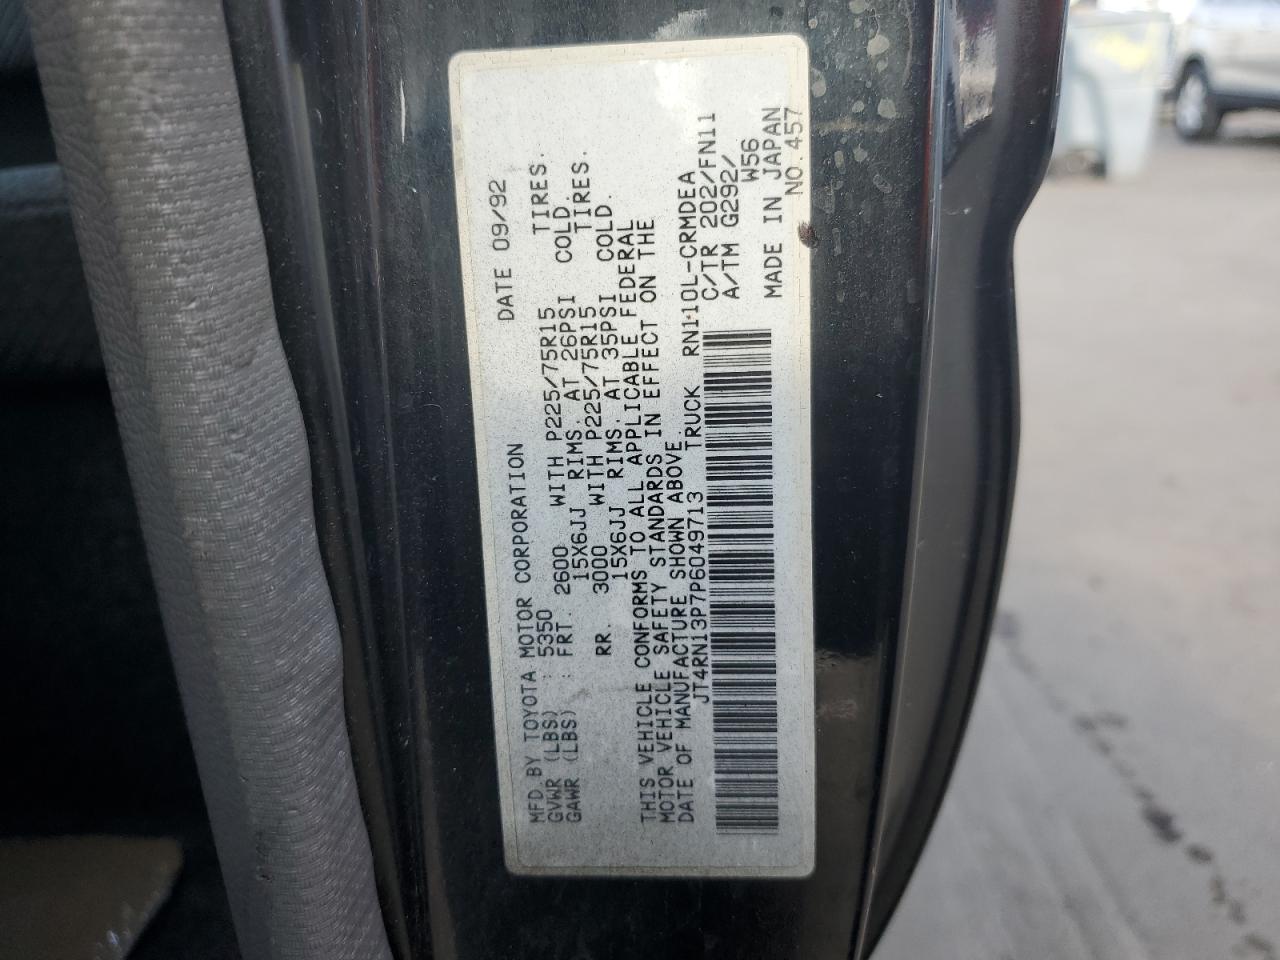 MFD.BY TOYOTA MOTOR CORPORATION DATE 09/92
GVWR (LBS) : 5350
GAWR (LBS) : FRT. 2600 WITH P225/75R15 TIRES.
15X6JJ RIMS. AT 26PSI COLD.
RR. 3000 WITH P225/75R15 TIRES.
15X6JJ RIMS. AT 35PSI COLD.
THIS VEHICLE CONFORMS TO ALL APPLICABLE FEDERAL
MOTOR VEHICLE SAFETY STANDARDS IN EFFECT ON THE
DATE OF MANUFACTURE SHOWN ABOVE.
JT4RN13P7P6049713 TRUCK RN110L-CRMDEA
C/TR 202/FN11
A/TM G292/
W56
MADE IN JAPAN
NO.457